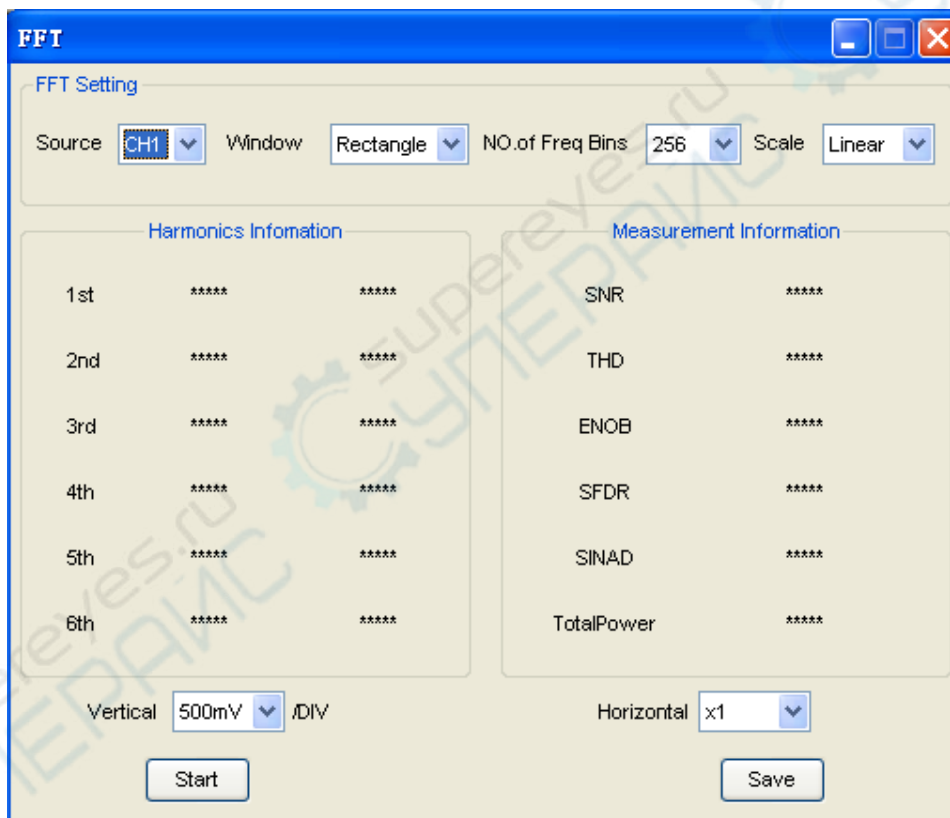 FFT
FFT Setting
Source CH1 Window Rectangle NO.of Freq Bins 256 Scale Linear
Harmonics Infomation
1st ***** *****
2nd ***** *****
3rd ***** *****
4th ***** *****
5th ***** *****
6th ***** *****
Measurement Information
SNR *****
THD *****
ENOB *****
SFDR *****
SINAD *****
TotalPower *****
Vertical 500mV /DIV
Horizontal x1
Start
Save
supereyes.ru
СУПЕРАЙС
supereyes.ru
СУПЕРАЙС